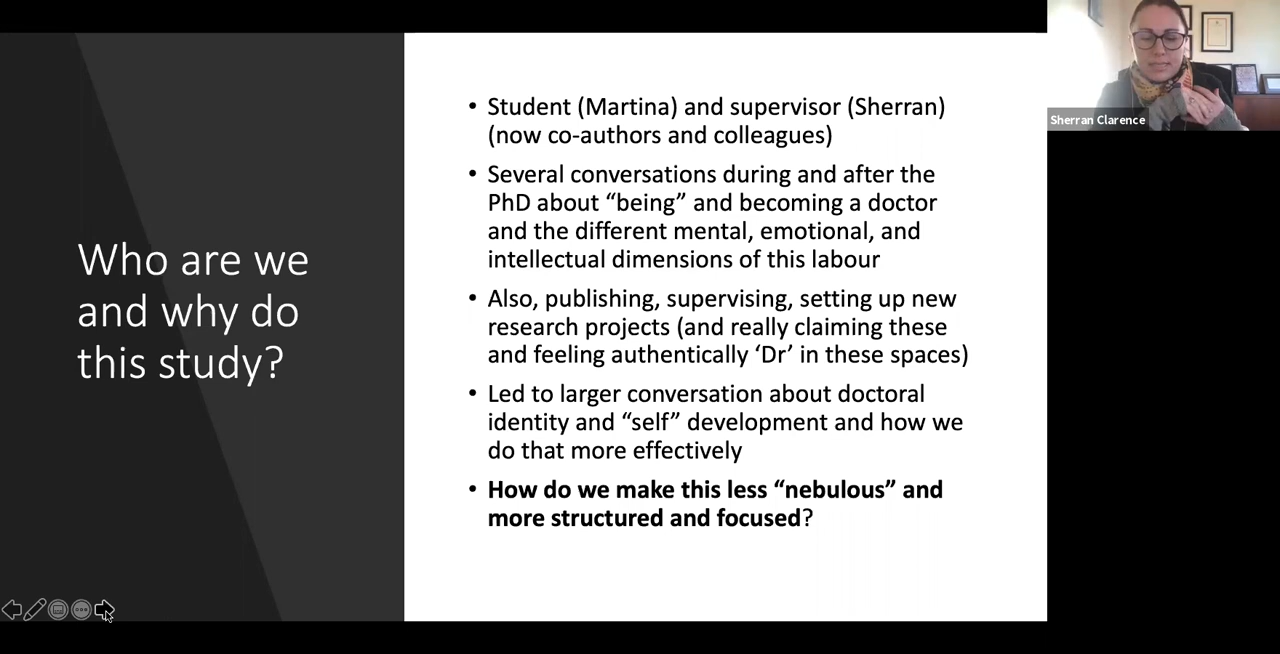 Who are we
and why do
this study?
• Student (Martina) and supervisor (Sherran)
(now co-authors and colleagues)
• Several conversations during and after the
PhD about “being” and becoming a doctor
and the different mental, emotional, and
intellectual dimensions of this labour
• Also, publishing, supervising, setting up new
research projects (and really claiming these
and feeling authentically ‘Dr’ in these spaces)
• Led to larger conversation about doctoral
identity and “self” development and how we
do that more effectively
• How do we make this less “nebulous” and
more structured and focused?
Sherran Clarence